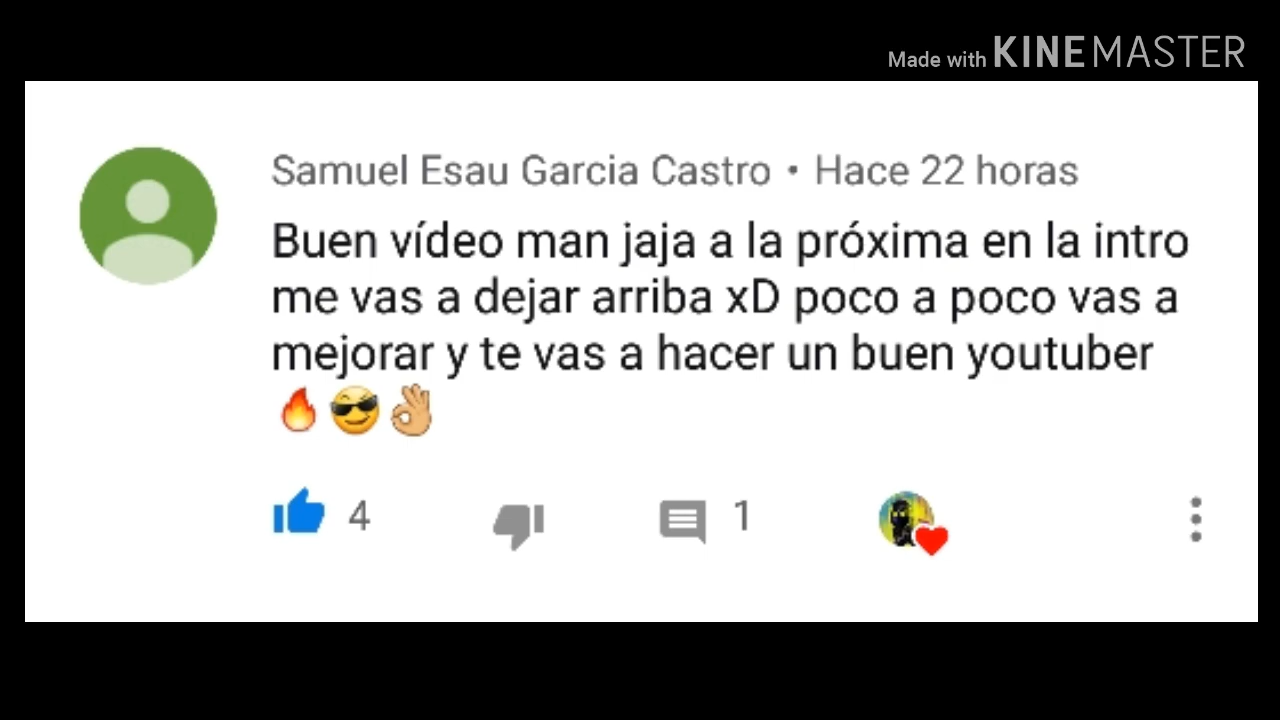 Made with KINEMASTER
Samuel Esau Garcia Castro • Hace 22 horas
Buen vídeo man jaja a la próxima en la intro
me vas a dejar arriba xD poco a poco vas a
mejorar y te vas a hacer un buen youtuber
🔥😎👌🏼
4 1